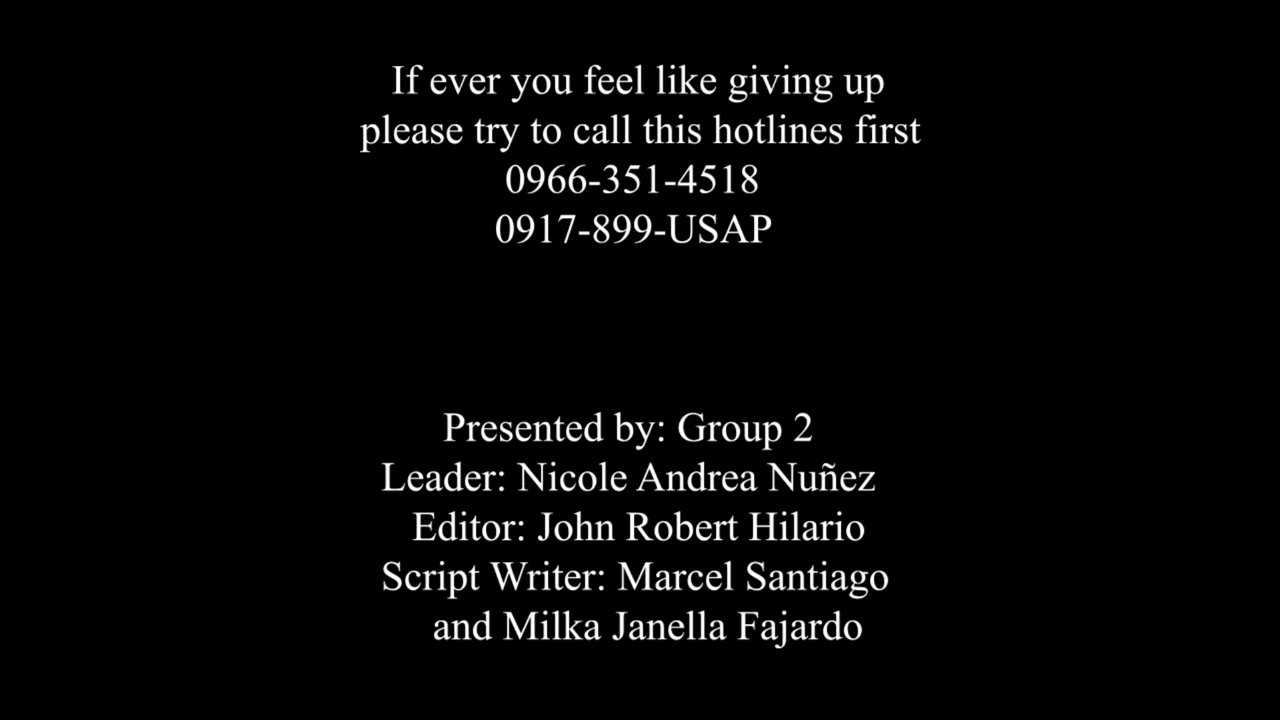 If ever you feel like giving up
please try to call this hotlines first
0966-351-4518
0917-899-USAP
Presented by: Group 2
Leader: Nicole Andrea Nuñez
Editor: John Robert Hilario
Script Writer: Marcel Santiago
and Milka Janella Fajardo